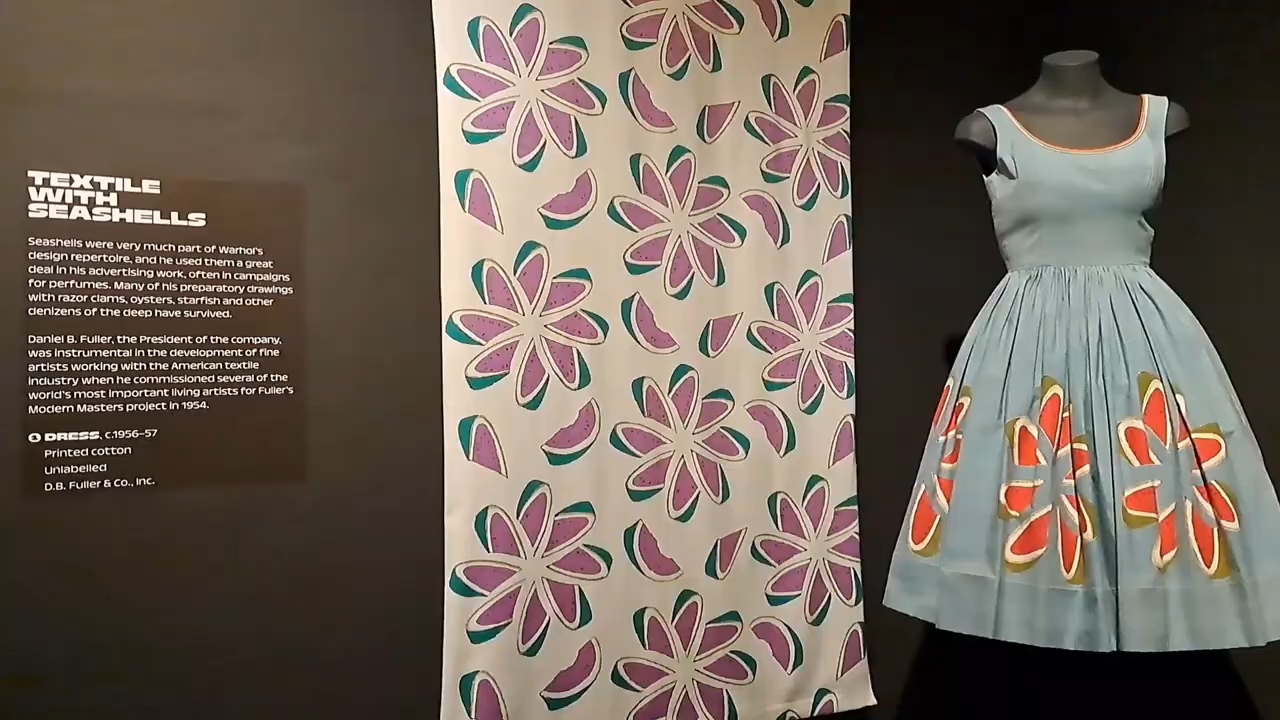 TEXTILE
WITH
SEASHELLS
Seashells were very much part of Warhol's
design repertoire, and he used them a great
deal in his advertising work, often in campaigns
for perfumes. Many of his preparatory drawings
with razor clams, oysters, starfish and other
denizens of the deep have survived.
Daniel B. Fuller, the President of the company,
was instrumental in the development of fine
artists working with the American textile
industry when he commissioned several of the
world's most important living artists for Fuller's
Modern Masters project in 1954.
1 DRESS, c.1956–57
Printed cotton
Unlabelled
D.B. Fuller & Co., Inc.